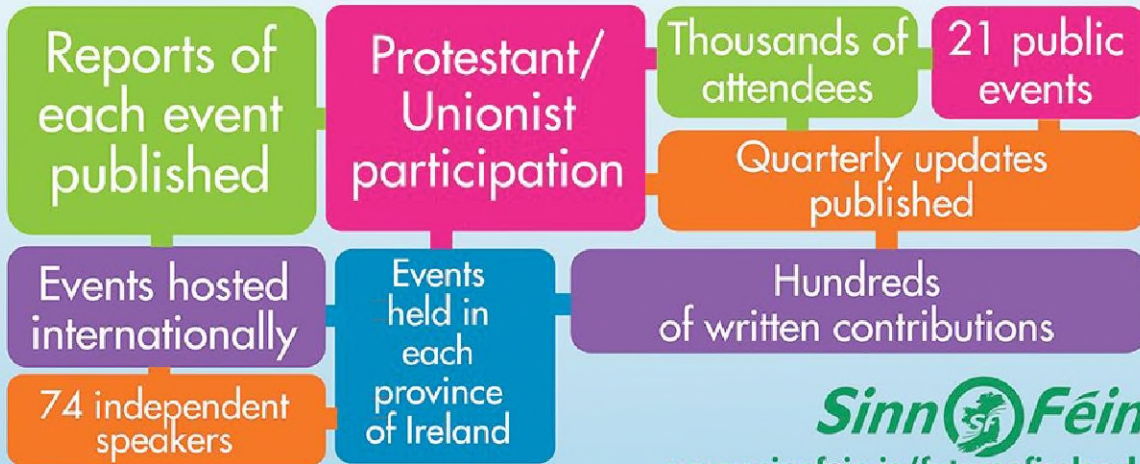 Reports of
each event
published
Protestant/
Unionist
participation
Thousands of
attendees
21 public
events
Quarterly updates
published
Events hosted
internationally
Events
held in
each
province
of Ireland
Hundreds
of written contributions
74 independent
speakers
Sinn SF Féin